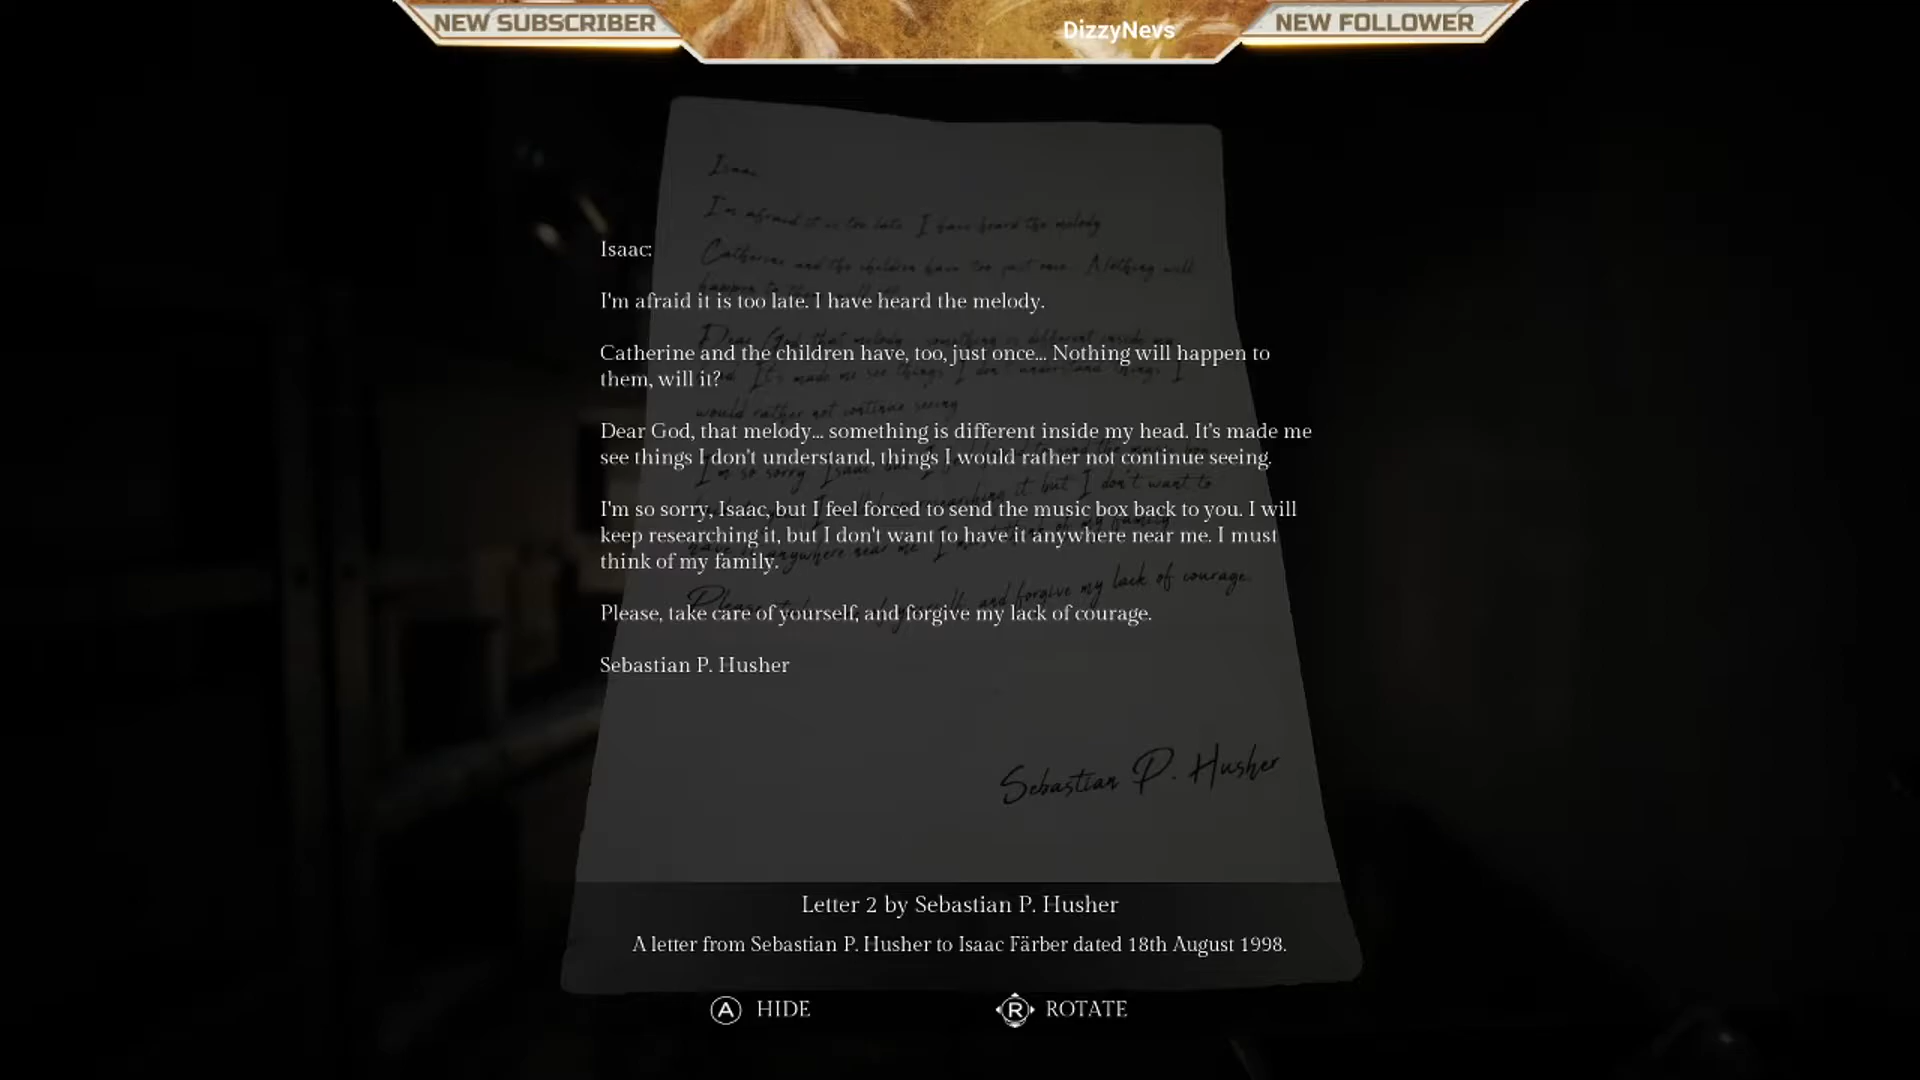 NEW SUBSCRIBER
DizzyNevs
NEW FOLLOWER
Isaac:
I'm afraid it is too late. I have heard the melody.
Catherine and the children have, too, just once... Nothing will happen to
them, will it?
Dear God, that melody... something is different inside my head. It's made me
see things I don't understand, things I would rather not continue seeing.
I'm so sorry, Isaac, but I feel forced to send the music box back to you. I will
keep researching it, but I don't want to have it anywhere near me. I must
think of my family.
Please, take care of yourself, and forgive my lack of courage.
Sebastian P. Husher
Sebastian P. Husher
Letter 2 by Sebastian P. Husher
A letter from Sebastian P. Husher to Isaac Färber dated 18th August 1998.
A HIDE
R ROTATE